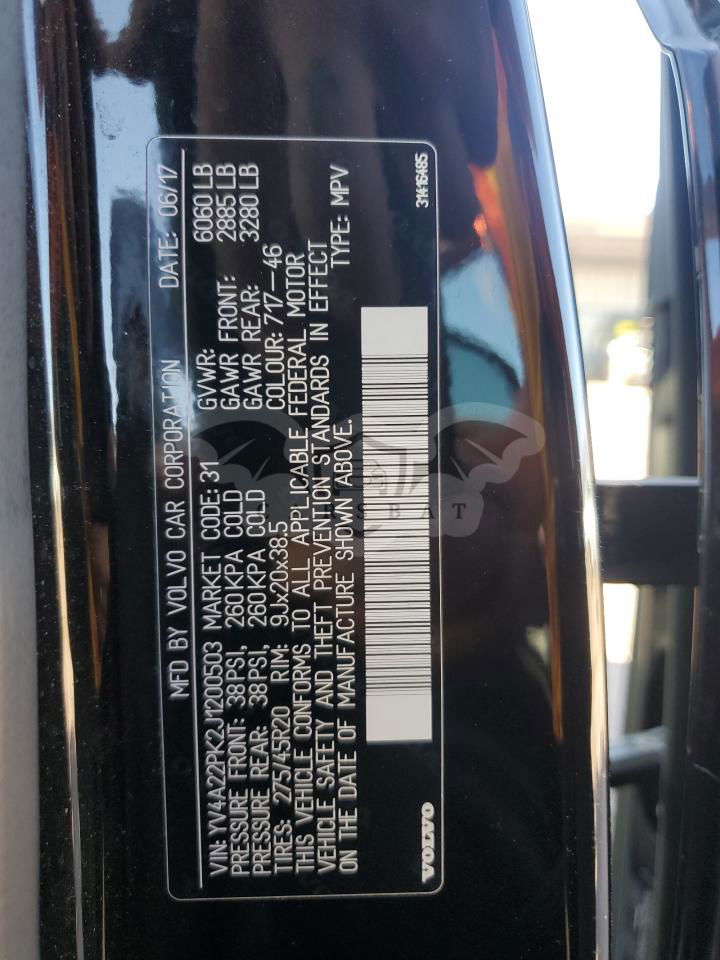 MFD BY VOLVO CAR CORPORATION DATE: 06/17
VIN: YV4A22PK2J1200503 MARKET CODE: 31 GVWR: 6060 LB
PRESSURE FRONT: 38PSI, 260KPA COLD GAWR FRONT: 2885 LB
PRESSURE REAR: 38PSI, 260KPA COLD GAWR REAR: 3280 LB
TIRES: 275/45R20 RIM: 9Jx20x38.5 COLOUR: 717-46
THIS VEHICLE CONFORMS TO ALL APPLICABLE FEDERAL MOTOR
VEHICLE SAFETY AND THEFT PREVENTION STANDARDS IN EFFECT
ON THE DATE OF MANUFACTURE SHOWN ABOVE. TYPE: MPV
VOLVO 31416485
CARSBAT